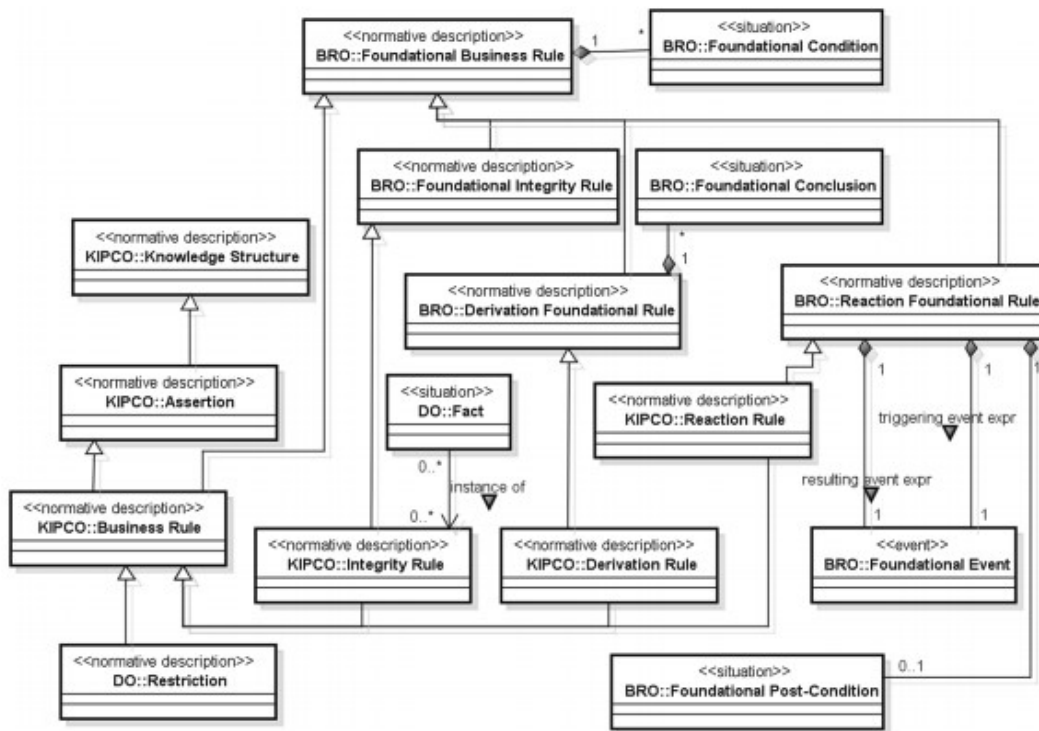 <<normative description>>
BRO::Foundational Business Rule
1
*
<<situation>>
BRO::Foundational Condition
<<normative description>>
BRO::Foundational Integrity Rule
<<situation>>
BRO::Foundational Conclusion
*
1
<<normative description>>
KIPCO::Knowledge Structure
<<normative description>>
BRO::Derivation Foundational Rule
<<normative description>>
BRO::Reaction Foundational Rule
1
1
1
<<normative description>>
KIPCO::Assertion
<<situation>>
DO::Fact
<<normative description>>
KIPCO::Reaction Rule
triggering event expr
0..*
instance of
0..*
resulting event expr
1
1
<<normative description>>
KIPCO::Business Rule
<<normative description>>
KIPCO::Integrity Rule
<<normative description>>
KIPCO::Derivation Rule
<<event>>
BRO::Foundational Event
<<normative description>>
DO::Restriction
<<situation>>
BRO::Foundational Post-Condition
0..1